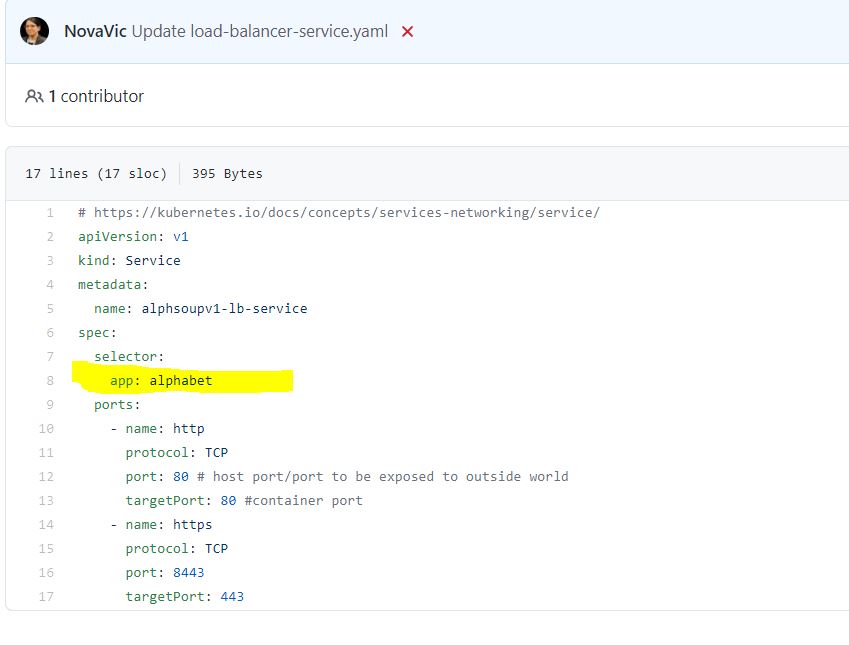 NovaVic Update load-balancer-service.yaml
1 contributor
17 lines (17 sloc) 395 Bytes
1 # https://kubernetes.io/docs/concepts/services-networking/service/
2 apiVersion: v1
3 kind: Service
4 metadata:
5   name: alphsoupv1-lb-service
6 spec:
7   selector:
8     app: alphabet
9   ports:
10     - name: http
11       protocol: TCP
12       port: 80 # host port/port to be exposed to outside world
13       targetPort: 80 #container port
14     - name: https
15       protocol: TCP
16       port: 8443
17       targetPort: 443